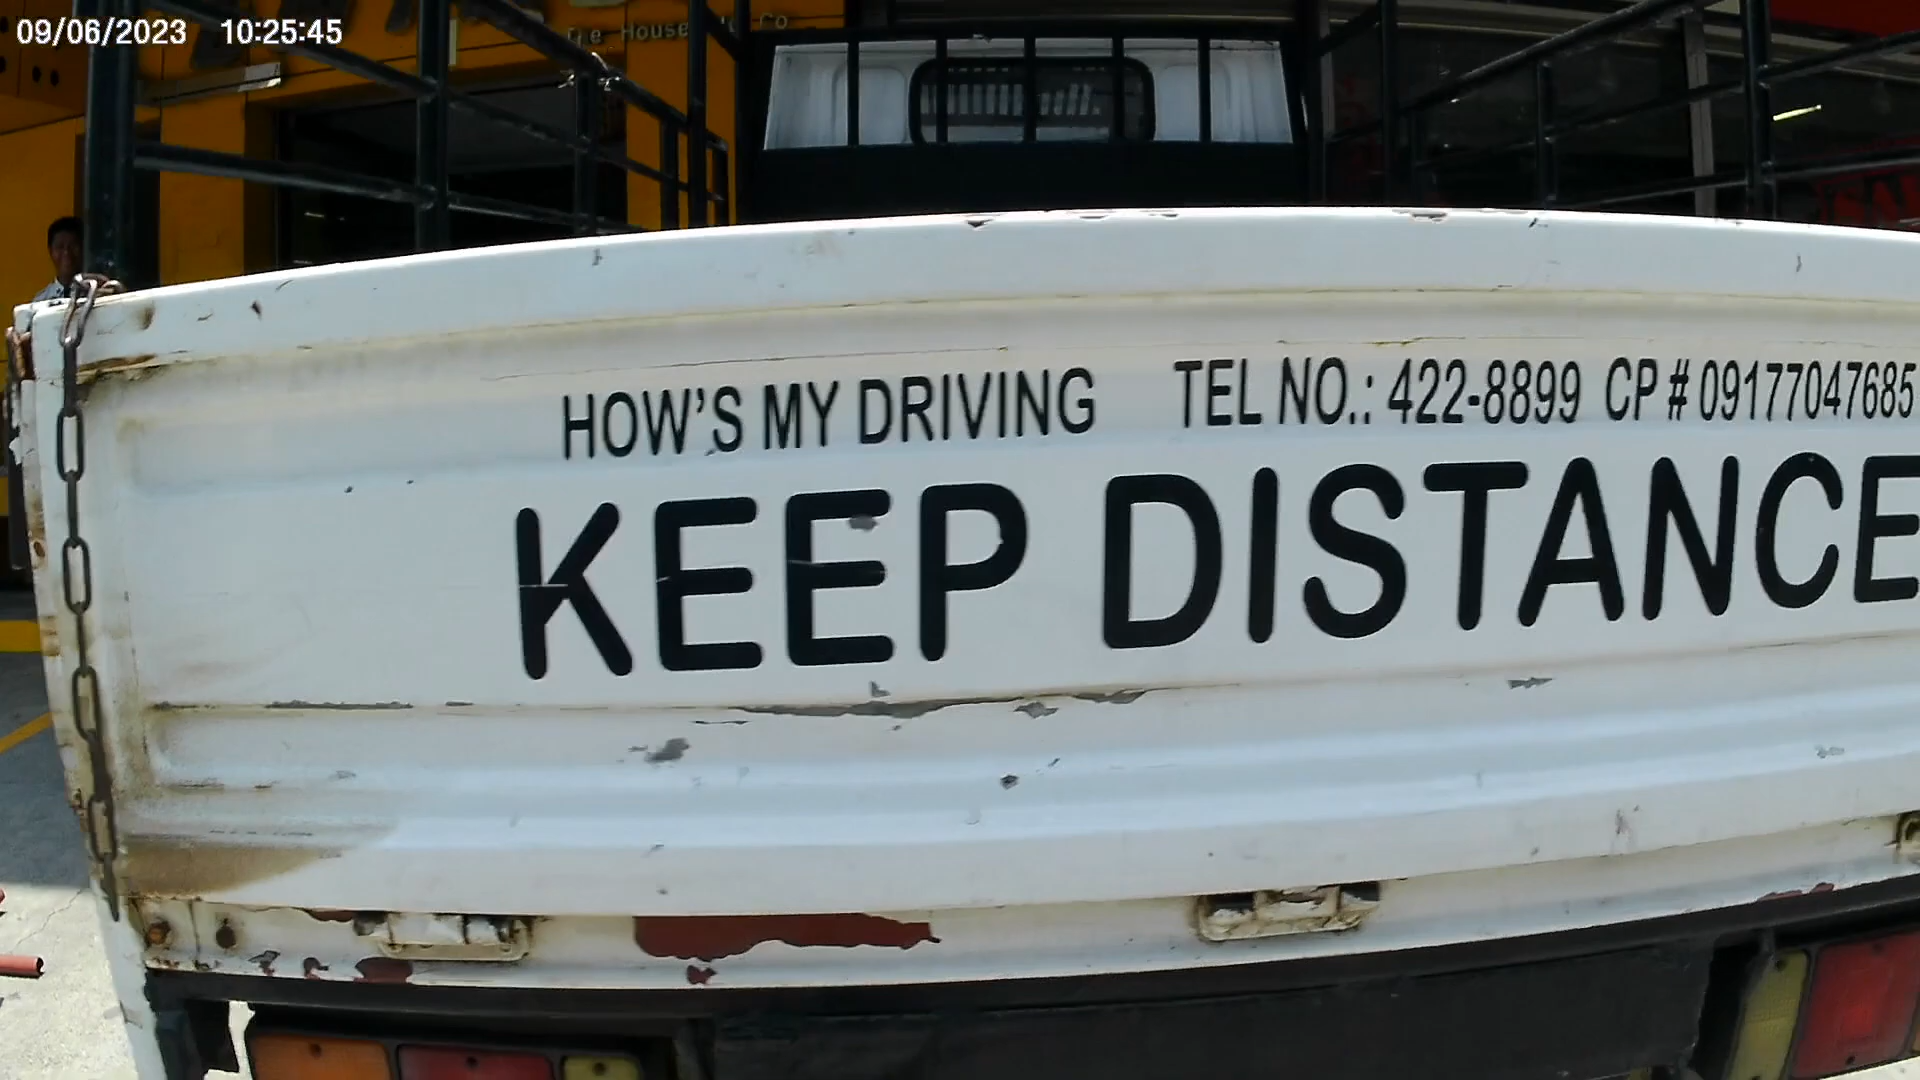 09/06/2023 10:25:45
HOW'S MY DRIVING TEL NO.: 422-8899 CP # 09177047685
KEEP DISTANCE